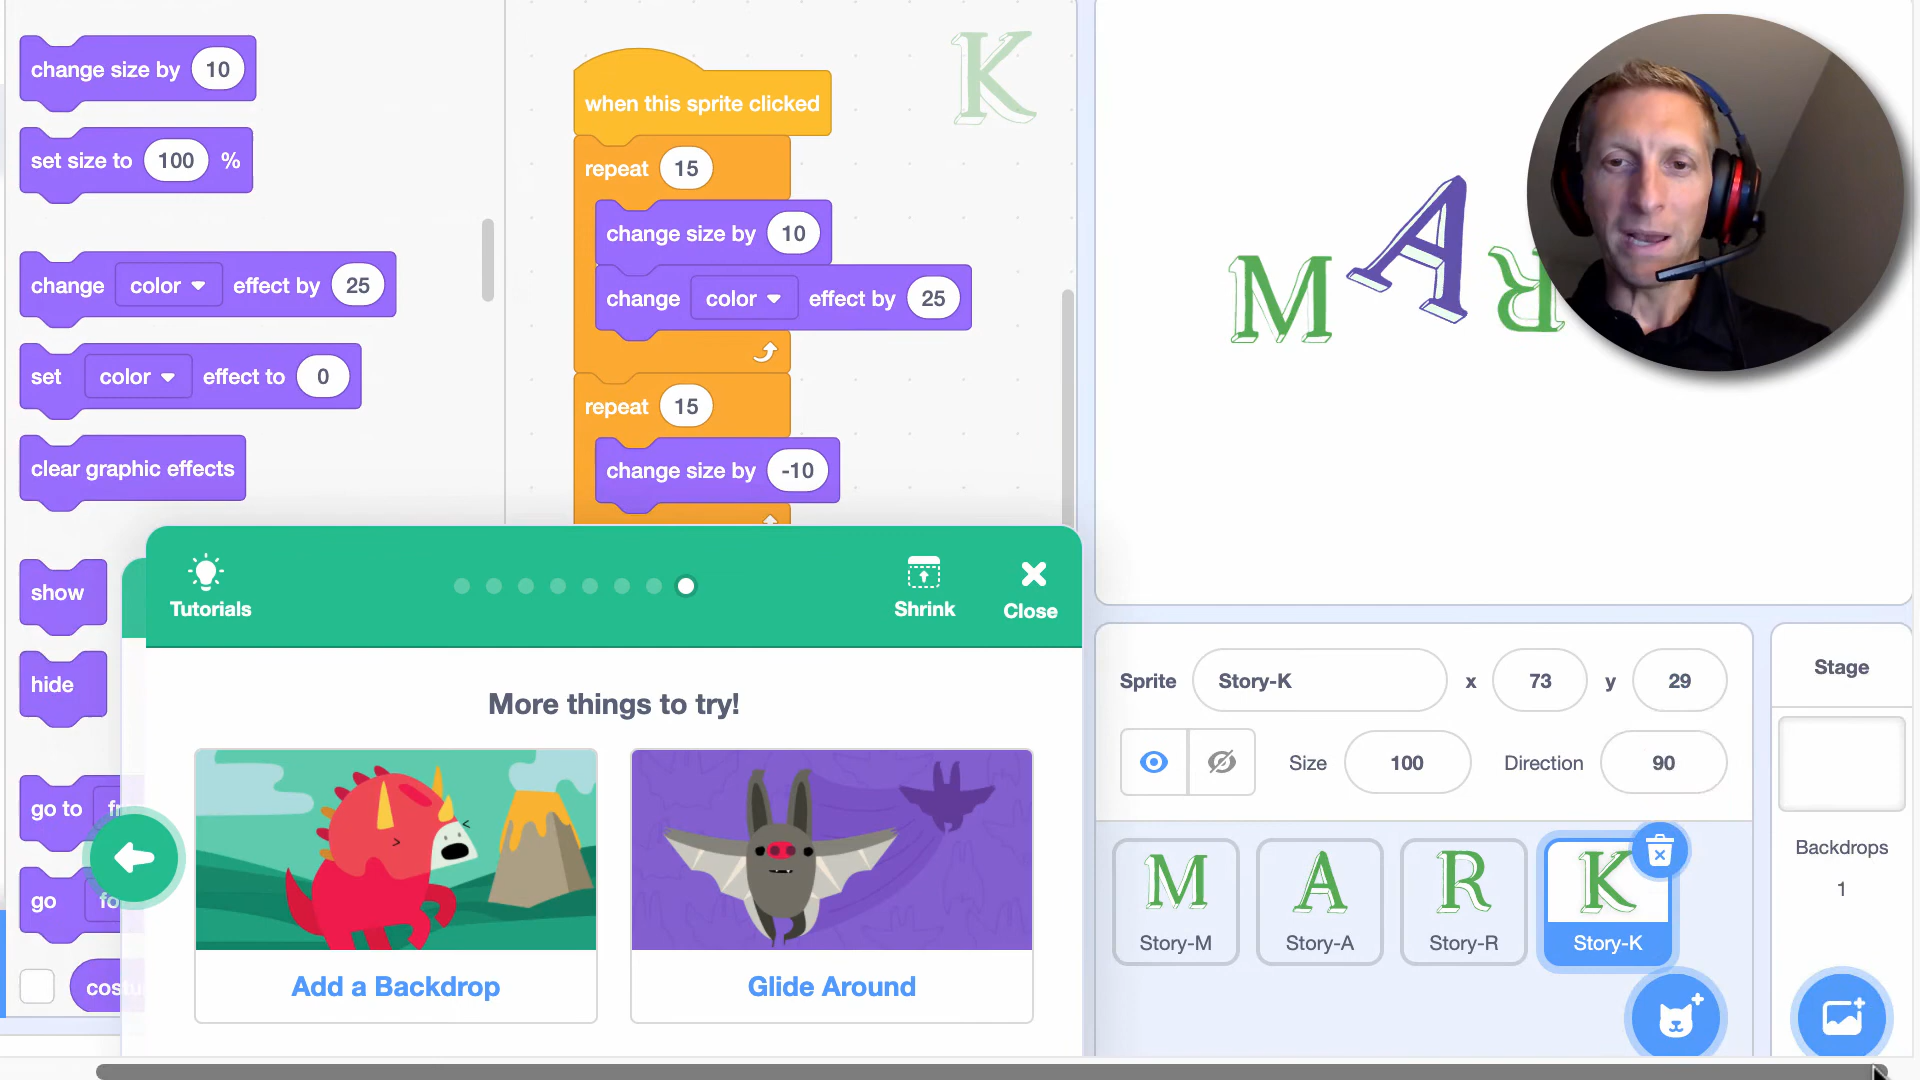 change size by 10
set size to 100 %
change color effect by 25
set color effect to 0
clear graphic effects
show
hide
go to
go
when this sprite clicked
repeat 15
change size by 10
change color effect by 25
repeat 15
change size by -10
K
M A R
Tutorials
Shrink
Close
More things to try!
Add a Backdrop
Glide Around
Sprite Story-K x 73 y 29
Size 100 Direction 90
M A R K
Story-M Story-A Story-R Story-K
Stage
Backdrops
1